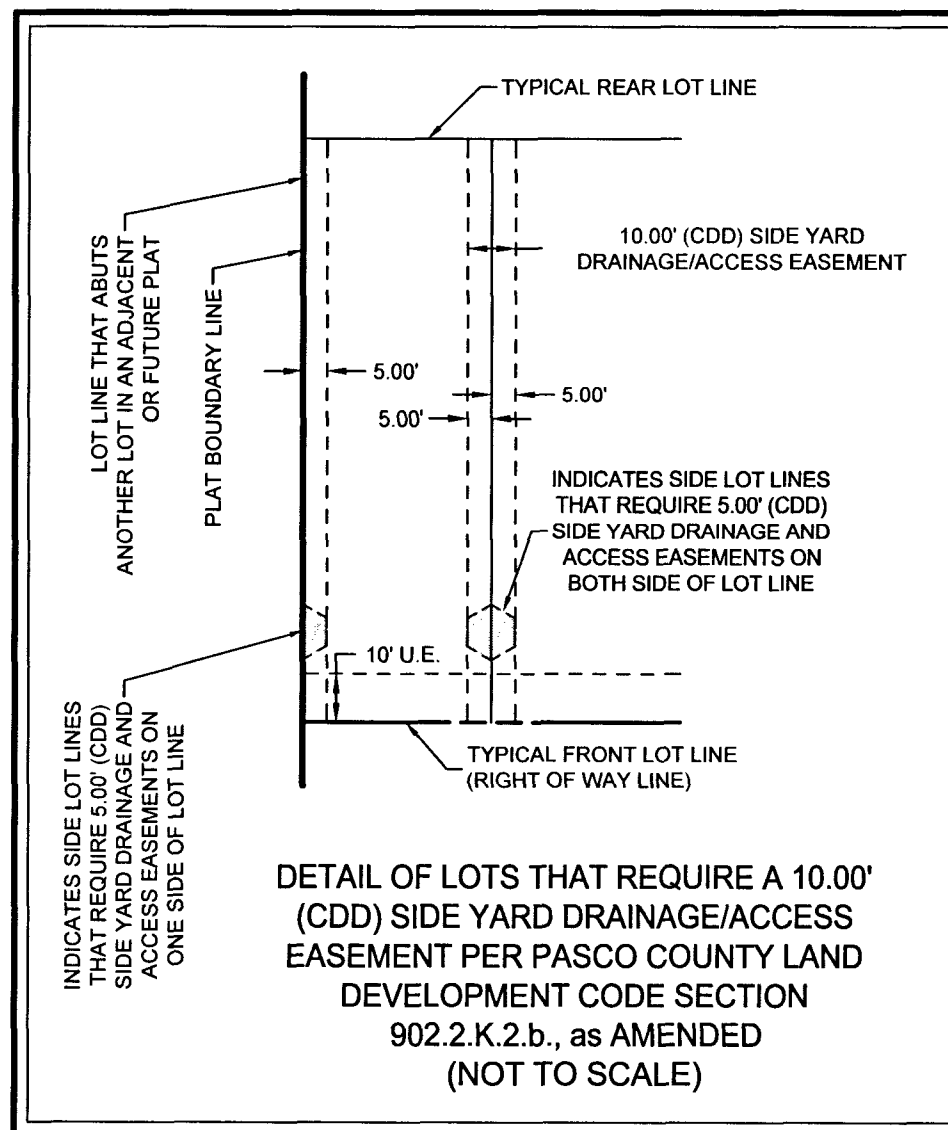 TYPICAL REAR LOT LINE
LOT LINE THAT ABUTS
ANOTHER LOT IN AN ADJACENT
OR FUTURE PLAT
PLAT BOUNDARY LINE
10.00' (CDD) SIDE YARD
DRAINAGE/ACCESS EASEMENT
5.00'
5.00'
5.00'
INDICATES SIDE LOT LINES
THAT REQUIRE 5.00' (CDD)
SIDE YARD DRAINAGE AND
ACCESS EASEMENTS ON
BOTH SIDE OF LOT LINE
10' U.E.
TYPICAL FRONT LOT LINE
(RIGHT OF WAY LINE)
INDICATES SIDE LOT LINES
THAT REQUIRE 5.00' (CDD)
SIDE YARD DRAINAGE AND
ACCESS EASEMENTS ON
ONE SIDE OF LOT LINE
DETAIL OF LOTS THAT REQUIRE A 10.00'
(CDD) SIDE YARD DRAINAGE/ACCESS
EASEMENT PER PASCO COUNTY LAND
DEVELOPMENT CODE SECTION
902.2.K.2.b., as AMENDED
(NOT TO SCALE)